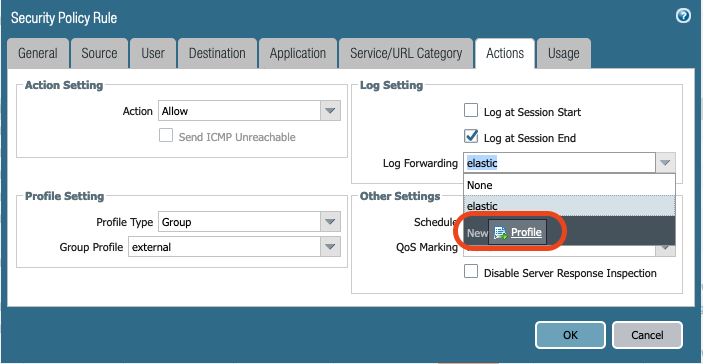 Security Policy Rule
General
Source
User
Destination
Application
Service/URL Category
Actions
Usage
Action Setting
Action
Allow
Send ICMP Unreachable
Profile Setting
Profile Type
Group
Group Profile
external
Log Setting
Log at Session Start
Log at Session End
Log Forwarding
elastic
None
elastic
New
Profile
Other Settings
Schedule
QoS Marking
Disable Server Response Inspection
OK
Cancel